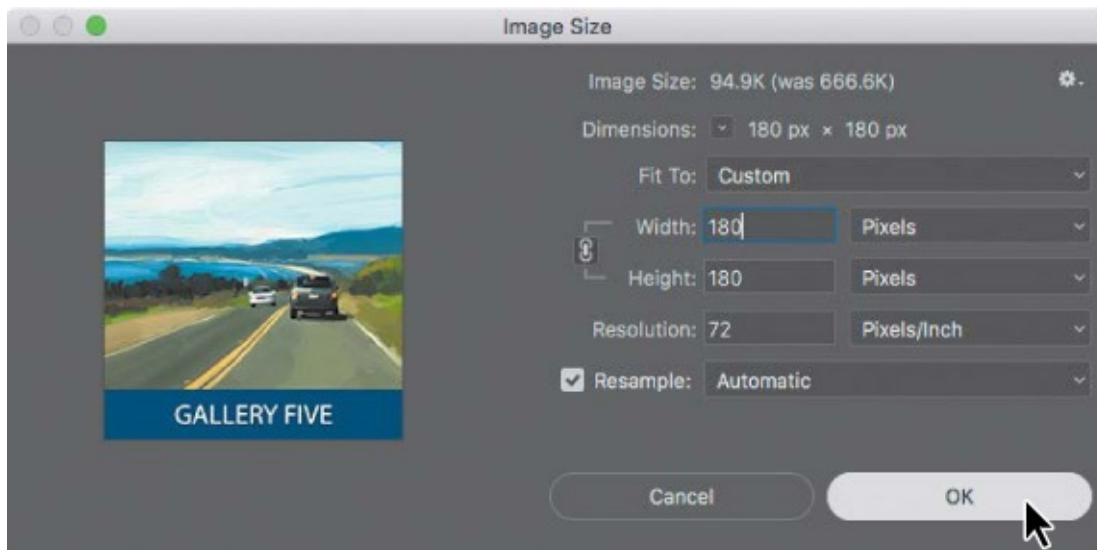 Image Size
Image Size: 94.9K (was 666.6K)
Dimensions: 180 px × 180 px
Fit To: Custom
Width: 180 Pixels
Height: 180 Pixels
Resolution: 72 Pixels/Inch
Resample: Automatic
GALLERY FIVE
Cancel OK